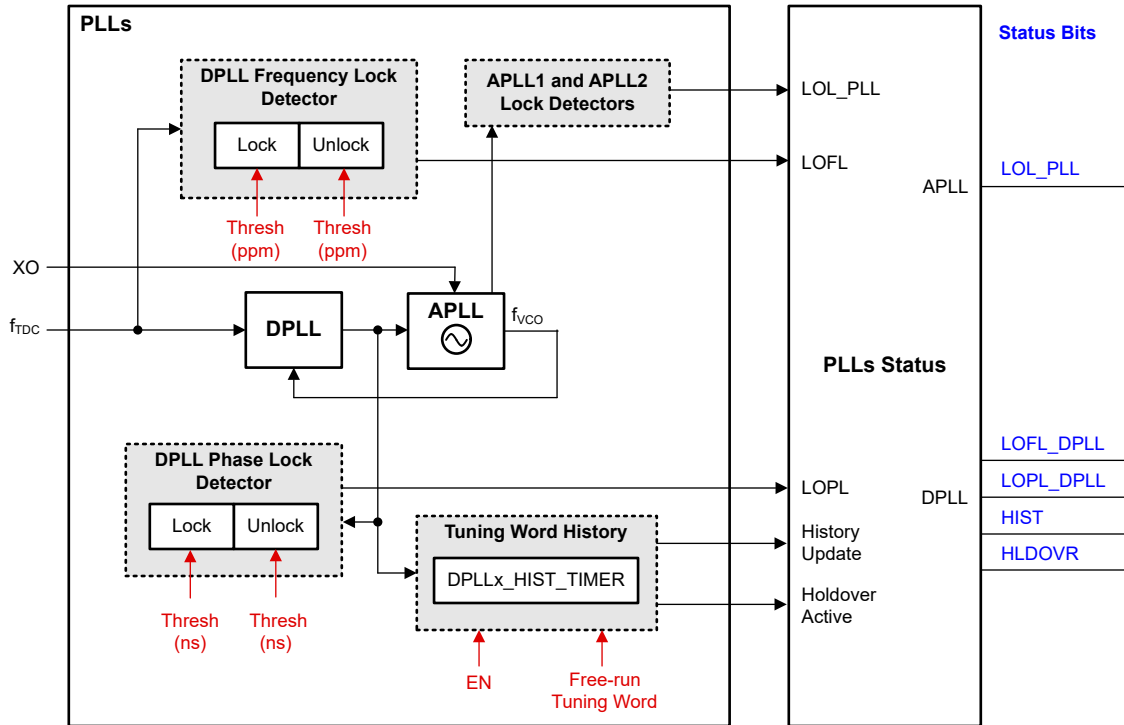 PLLs
Status Bits
DPLL Frequency Lock
Detector
Lock
Unlock
Thresh
(ppm)
Thresh
(ppm)
APLL1 and APLL2
Lock Detectors
LOL_PLL
LOFL
APLL
LOL_PLL
XO
fTDC
DPLL
APLL
fVCO
PLLs Status
DPLL Phase Lock
Detector
Lock
Unlock
Thresh
(ns)
Thresh
(ns)
Tuning Word History
DPLLx_HIST_TIMER
EN
Free-run
Tuning Word
LOPL
History
Update
Holdover
Active
DPLL
LOFL_DPLL
LOPL_DPLL
HIST
HLDOVR